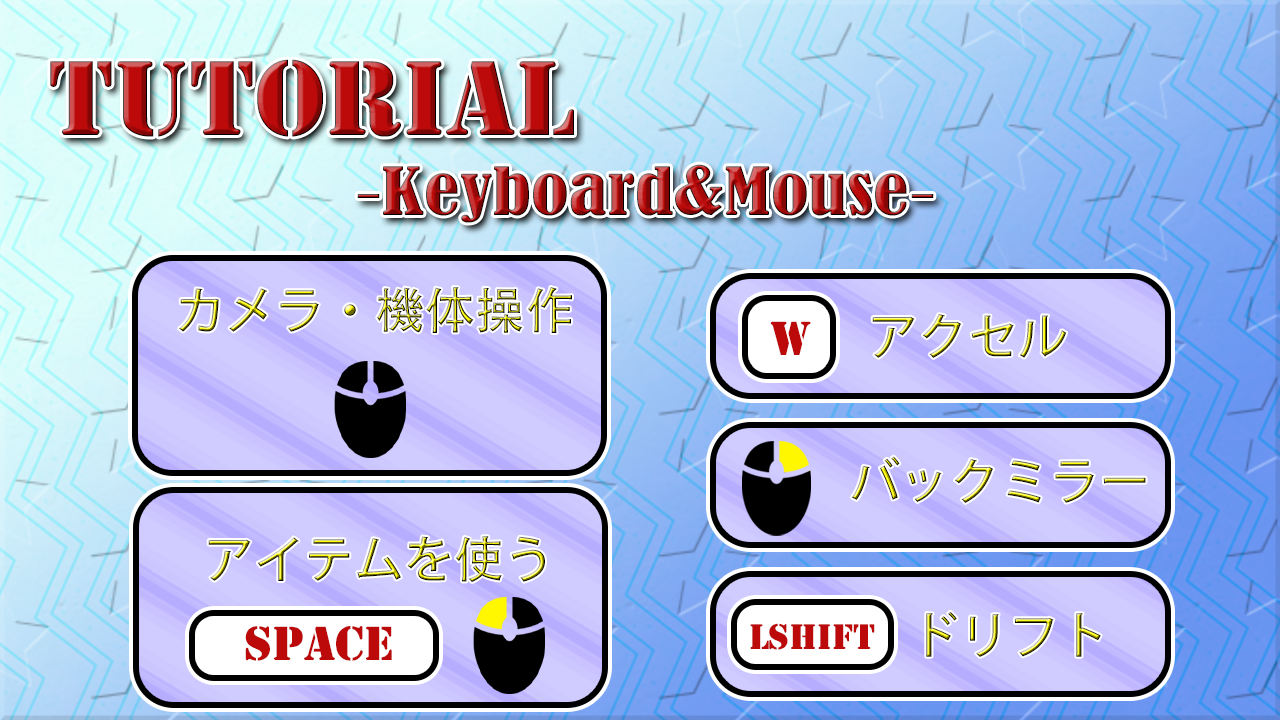 TUTORIAL
-Keyboard&Mouse-
カメラ・機体操作
アイテムを使う
SPACE
W アクセル
バックミラー
LSHIFT ドリフト